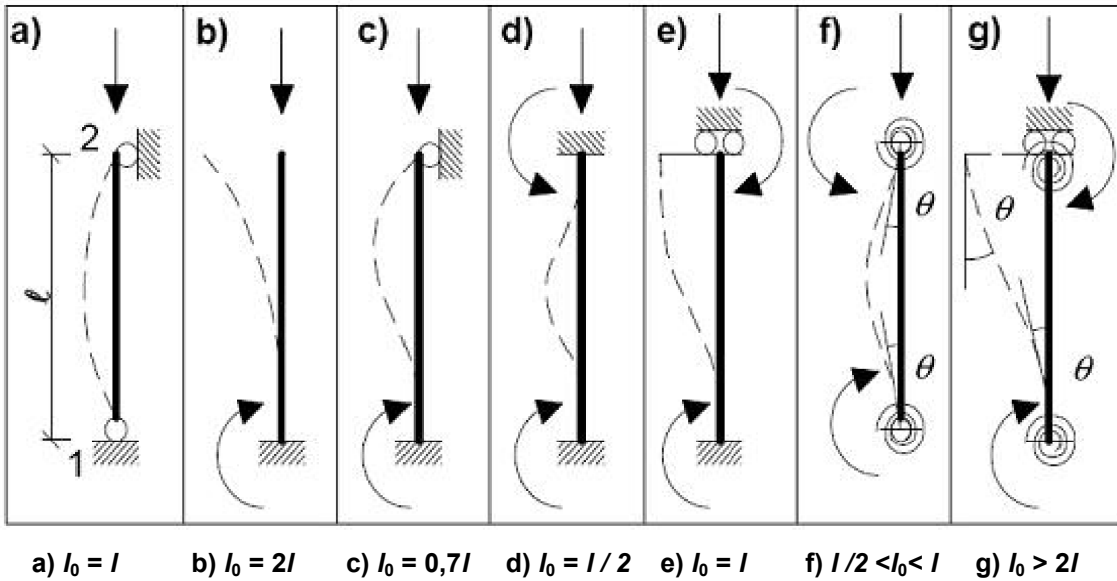 a) b) c) d) e) f) g)
2
θ θ
ℓ
θ θ
1
a) l₀ = l b) l₀ = 2l c) l₀ = 0,7l d) l₀ = l / 2 e) l₀ = l f) l /2 <l₀< l g) l₀ > 2l